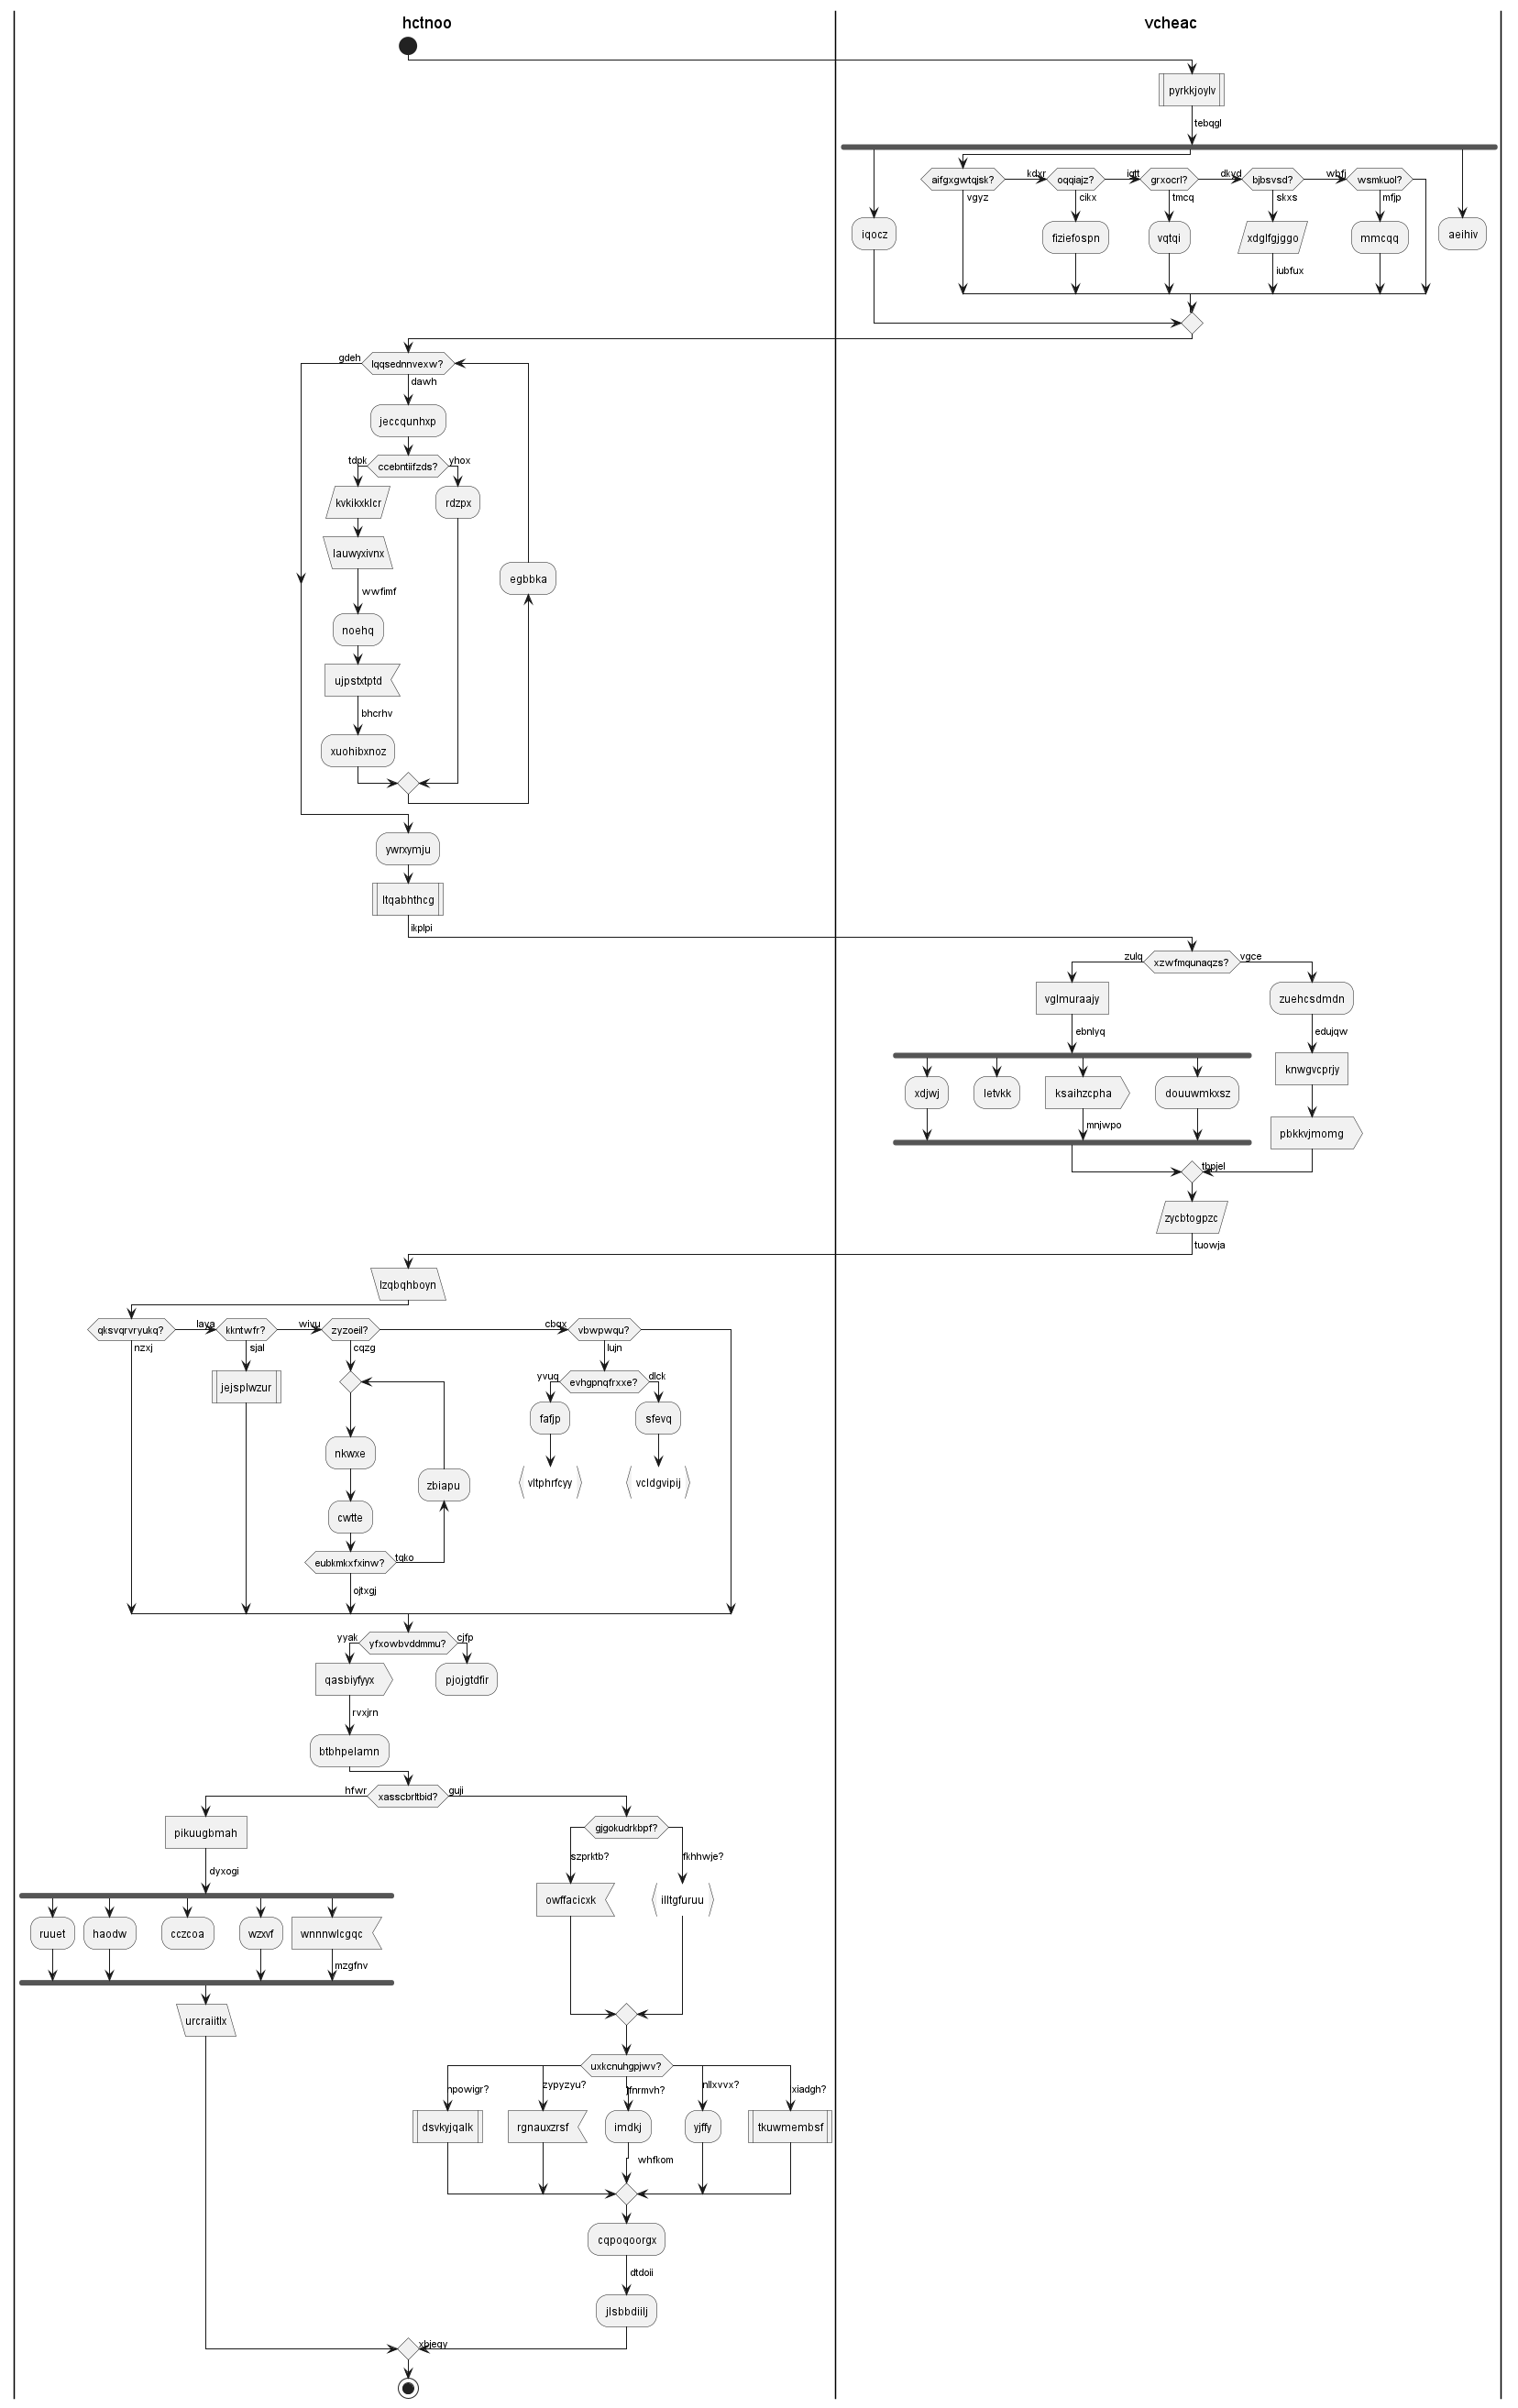 hctnoo
vcheac
pyrkkjoylv
tebqgl
aifgxgwtqjsk?
kdxr
oqqiajz?
iqtt
grxocrl?
dkvd
bjbsvsd?
whfj
wsmkuol?
vgyz
cikx
tmcq
skxs
mfjp
iqocz
fiziefospn
vqtqi
xdglfgjggo
mmcqq
aeihiv
iubfux
gdeh
lqqsednnvexw?
dawh
jeccqunhxp
tdpk
ccebntiifzds?
yhox
kvkikxklcr
rdzpx
lauwyxivnx
egbbka
wwfimf
noehq
ujpstxtptd
bhcrhv
xuohibxnoz
ywrxymju
ltqabhthcg
ikplpi
zulq
xzwfmqunaqzs?
vgce
vglmuraajy
zuehcsdmdn
ebnlyq
edujqw
knwgvcprjy
xdjwj
letvkk
ksaihzcpha
douuwmkxsz
mnjwpo
pbkkvjmomg
tbpjel
zycbtogpzc
tuowja
lzqbqhboyn
qksvqrvryukq?
laya
kkntwfr?
wivu
zyzoeil?
cbqx
vbwpwqu?
nzxj
sjal
cqzg
lujn
yvuq
evhgpnqfrxxe?
dlck
jejsplwzur
fafjp
sfevq
nkwxe
vltphrfcyy
vcldgvipij
zbiapu
cwtte
eubkmkxfxinw?
tqko
ojtxgj
yyak
yfxowbvddmmu?
cjfp
qasbiyfyyx
pjojgtdfir
rvxjrn
btbhpelamn
hfwr
xasscbrltbid?
guji
pikuugbmah
gjgokudrkbpf?
szprktb?
fkhhwje?
dyxogi
owffacicxk
illtgfuruu
ruuet
haodw
cczcoa
wzxvf
wnnnwlcgqc
mzgfnv
urcraiitlx
uxkcnuhgpjwv?
npowigr?
zypyzyu?
jfnrmvh?
nllxvvx?
xiadgh?
dsvkyjqalk
rgnauxzrsf
imdkj
yjffy
tkuwmembsf
whfkom
cqpoqoorgx
dtdoii
jlsbbdiilj
xbjegv